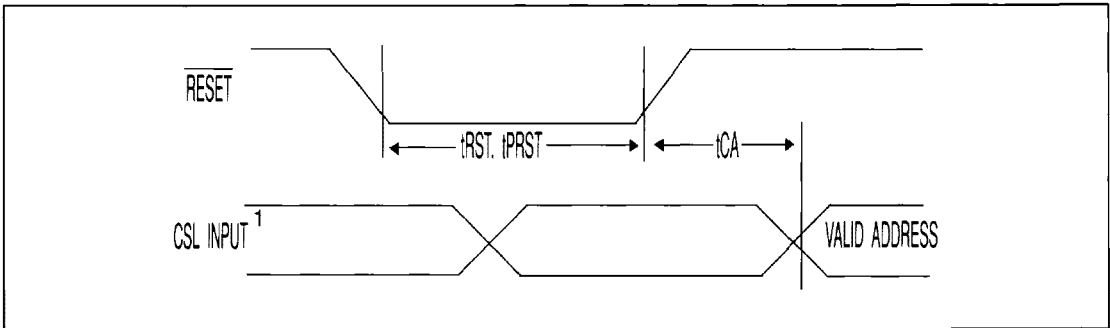 RESET
tRST. tPRST
tCA
CSL INPUT 1
VALID ADDRESS